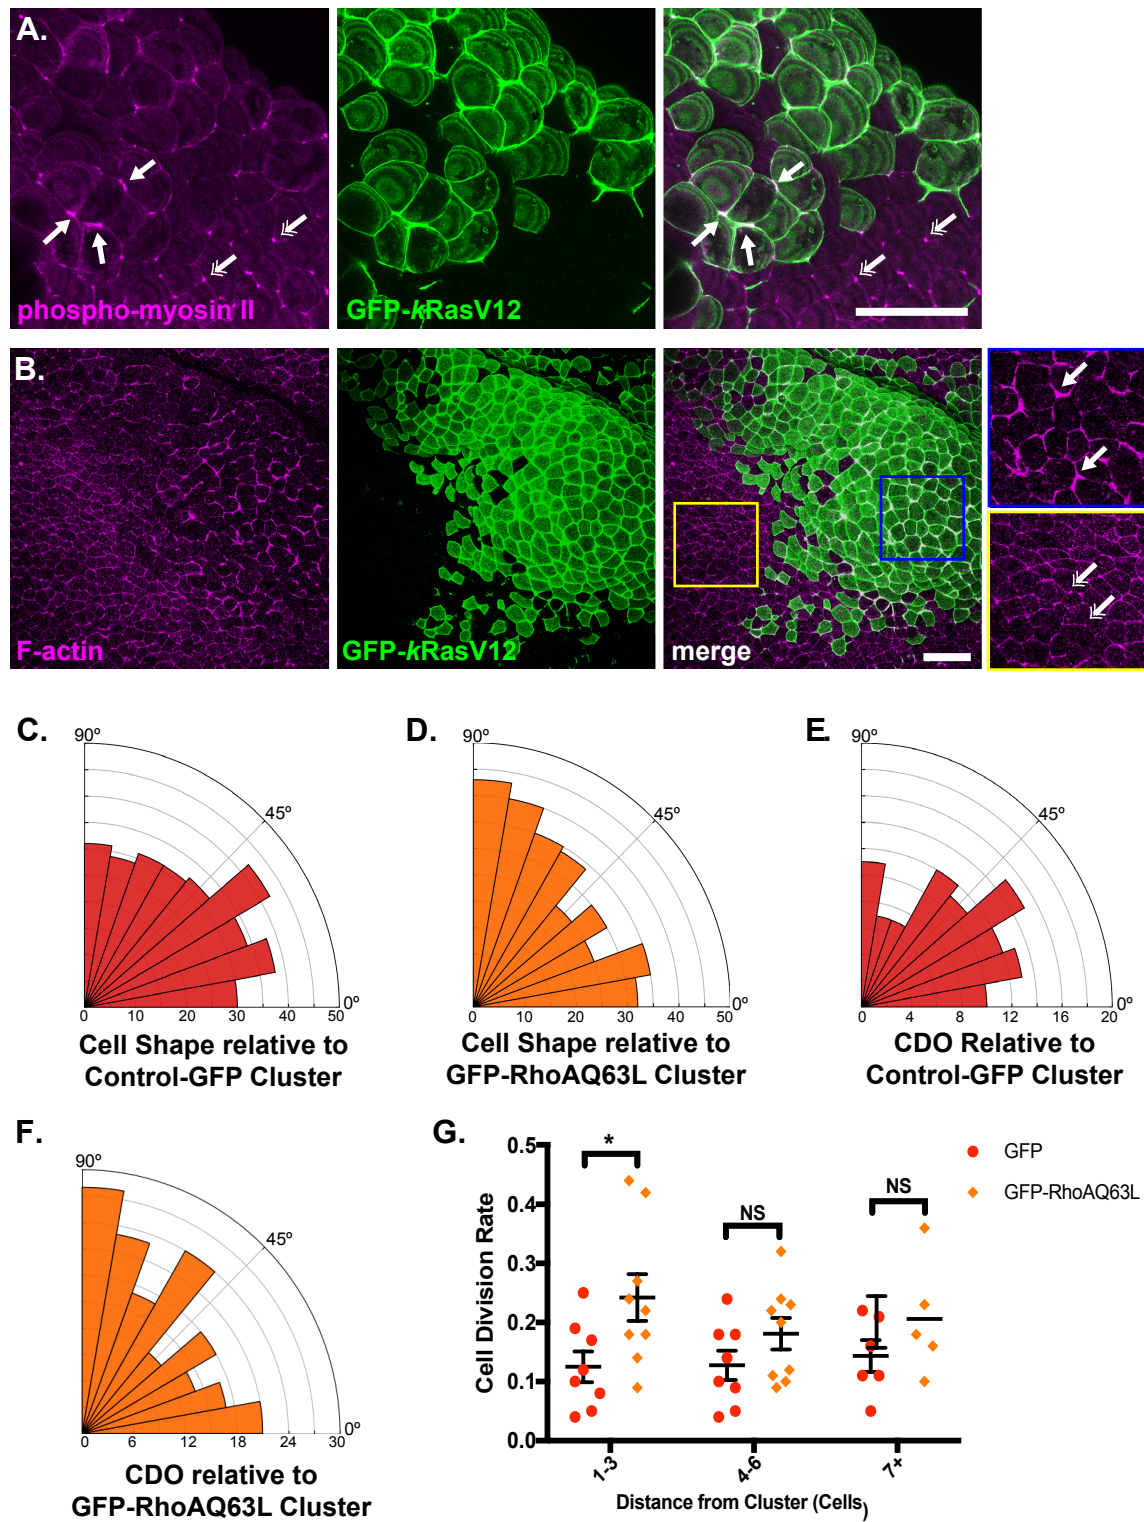 A.
phospho-myosin II
GFP-kRasV12
B.
F-actin
GFP-kRasV12
merge
C.
90º
45º
0º
0 10 20 30 40 50
Cell Shape relative to
Control-GFP Cluster
D.
90º
45º
0º
0 10 20 30 40 50
Cell Shape relative to
GFP-RhoAQ63L Cluster
E.
90º
45º
0º
0 4 8 12 16 20
CDO Relative to
Control-GFP Cluster
F.
90º
45º
0º
0 6 12 18 24 30
CDO relative to
GFP-RhoAQ63L Cluster
G.
Cell Division Rate
0.5
0.4
0.3
0.2
0.1
0.0
*
NS
NS
GFP
GFP-RhoAQ63L
1-3
4-6
7+
Distance from Cluster (Cells)